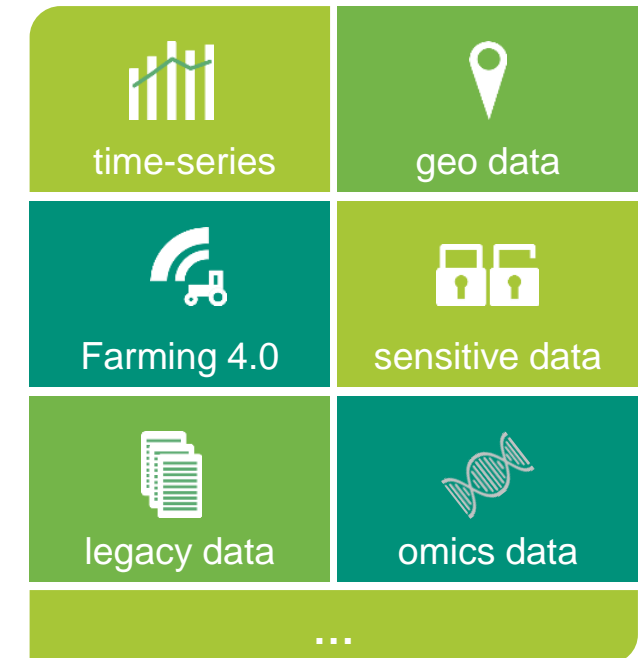 time-series
geo data
Farming 4.0
sensitive data
legacy data
omics data
...